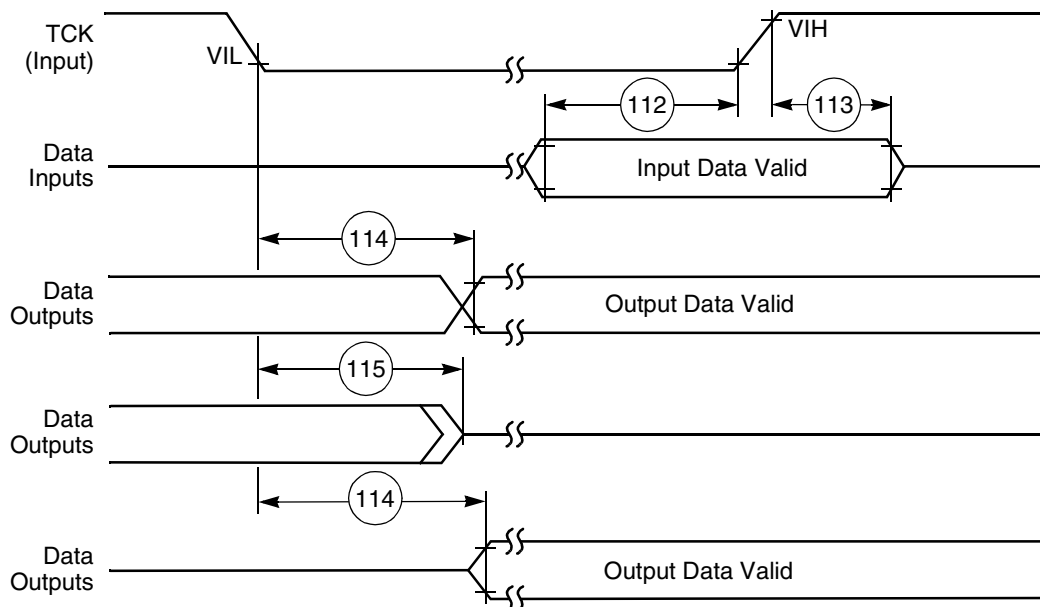 TCK
(Input)
VIL
VIH
112
113
Data
Inputs
Input Data Valid
114
Data
Outputs
Output Data Valid
115
Data
Outputs
114
Data
Outputs
Output Data Valid